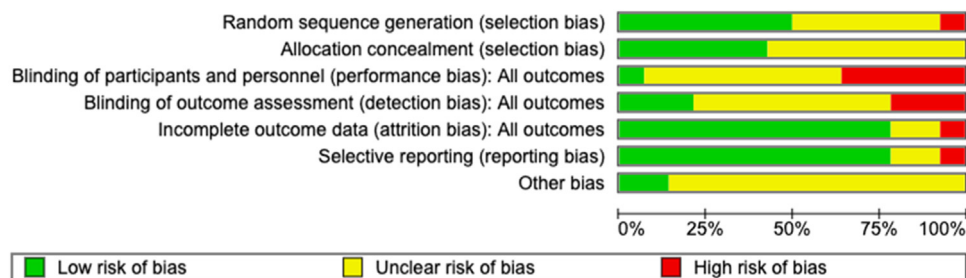 Random sequence generation (selection bias)
Allocation concealment (selection bias)
Blinding of participants and personnel (performance bias): All outcomes
Blinding of outcome assessment (detection bias): All outcomes
Incomplete outcome data (attrition bias): All outcomes
Selective reporting (reporting bias)
Other bias
0% 25% 50% 75% 100%
Low risk of bias Unclear risk of bias High risk of bias